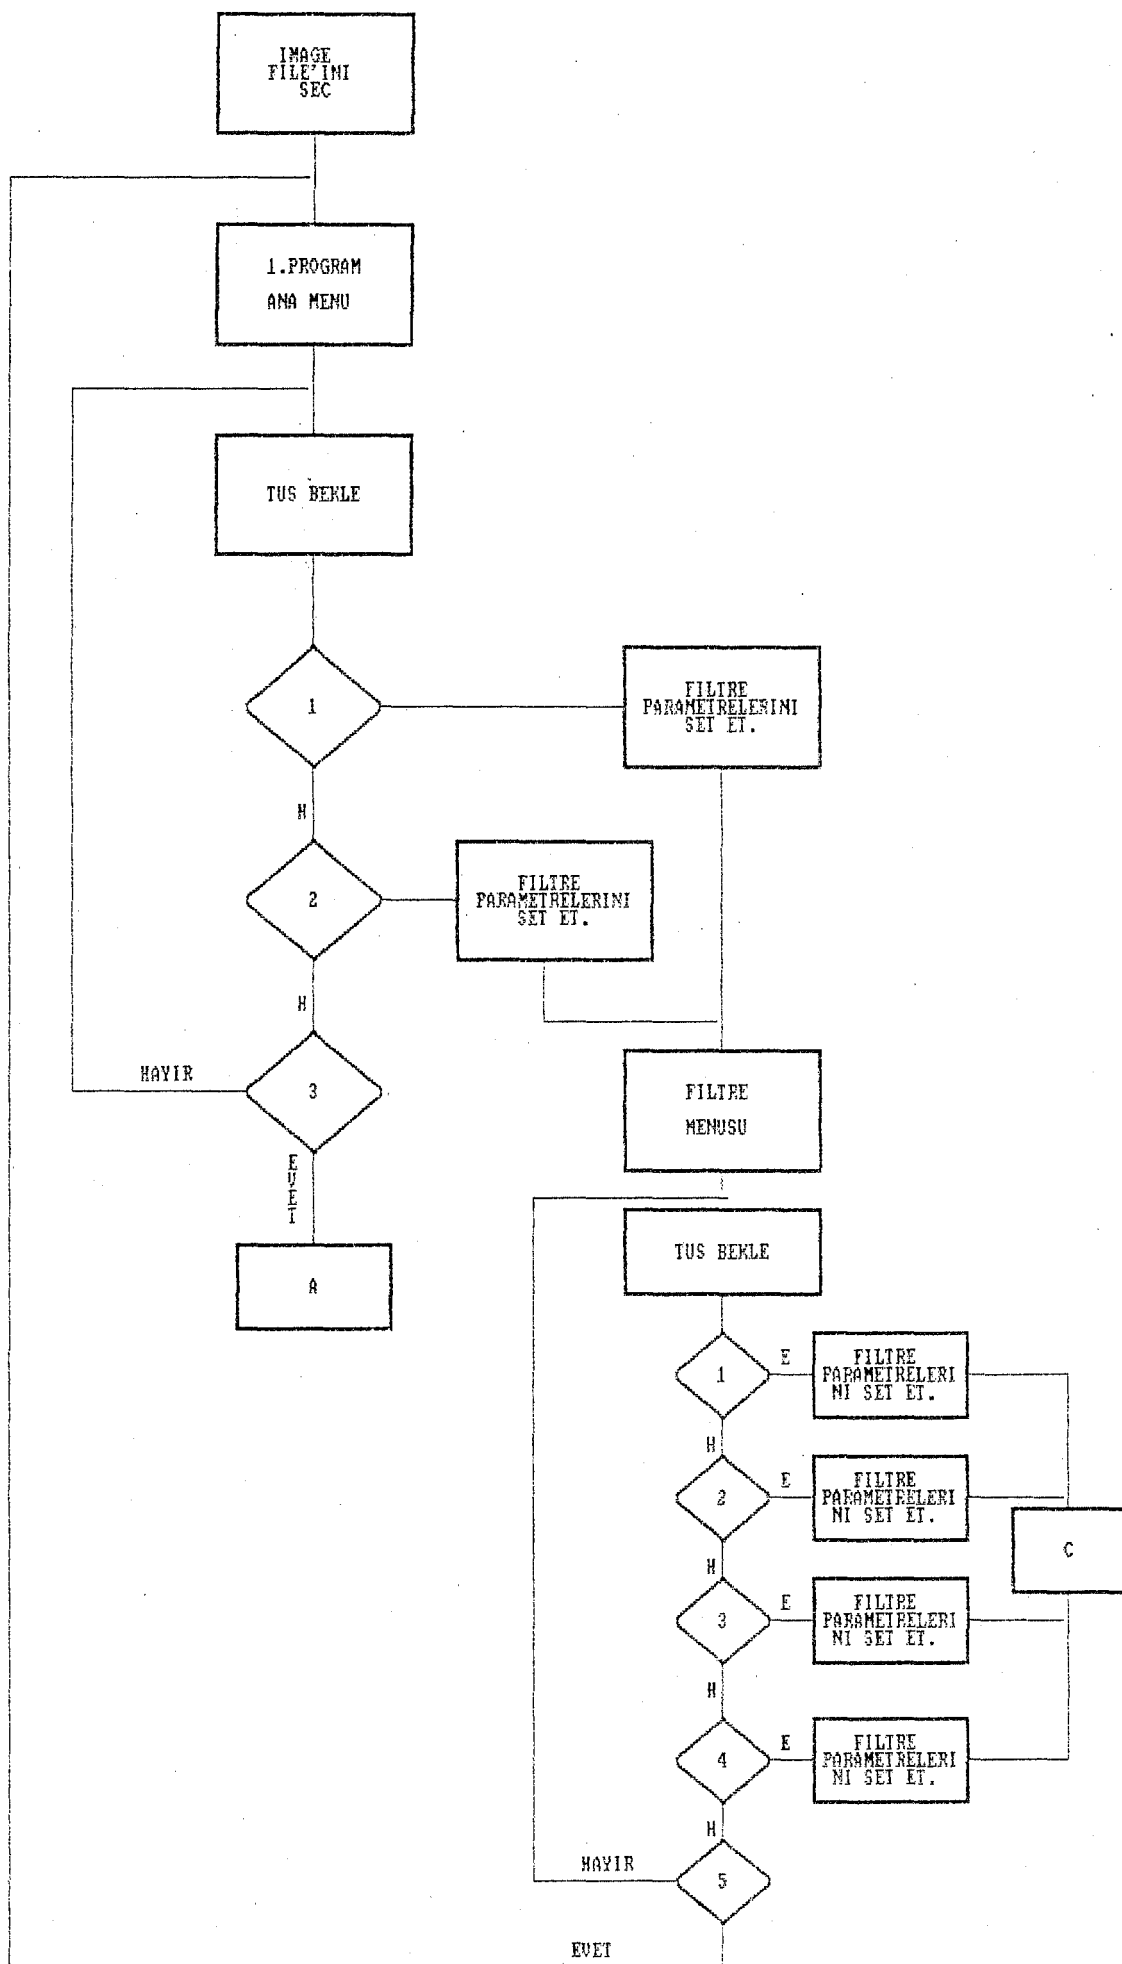 IMAGE
FILE'INI
SEC
1.PROGRAM
ANA MENU
TUS BEKLE
1
FILTRE
PARAMETRELERINI
SET ET.
H
2
FILTRE
PARAMETRELERINI
SET ET.
H
3
HAYIR
EVET
A
FILTRE
MENUSU
TUS BEKLE
1
E
FILTRE
PARAMETRELERI
NI SET ET.
H
2
E
FILTRE
PARAMETRELERI
NI SET ET.
C
H
3
E
FILTRE
PARAMETRELERI
NI SET ET.
H
4
E
FILTRE
PARAMETRELERI
NI SET ET.
H
5
HAYIR
EVET